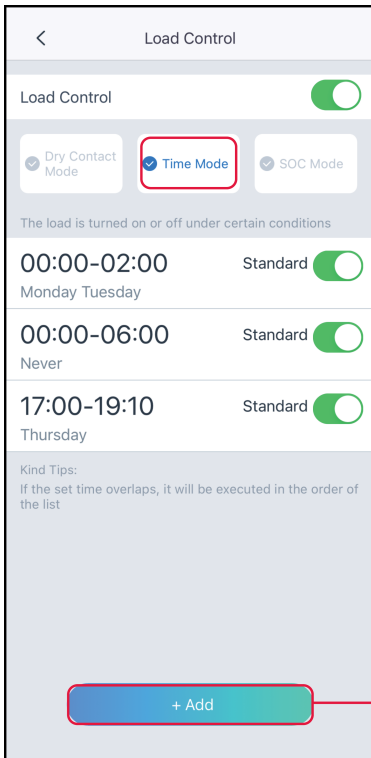 Load Control
Load Control
Dry Contact
Mode
Time Mode
SOC Mode
The load is turned on or off under certain conditions
00:00-02:00
Standard
Monday Tuesday
00:00-06:00
Standard
Never
17:00-19:10
Standard
Thursday
Kind Tips:
If the set time overlaps, it will be executed in the order of
the list
+ Add